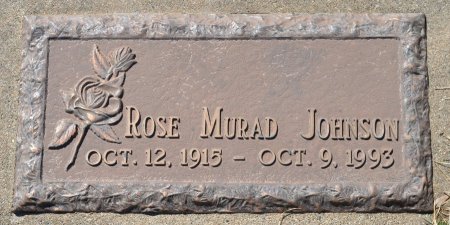 ROSE MURAD JOHNSON
OCT. 12, 1915 - OCT. 9, 1993